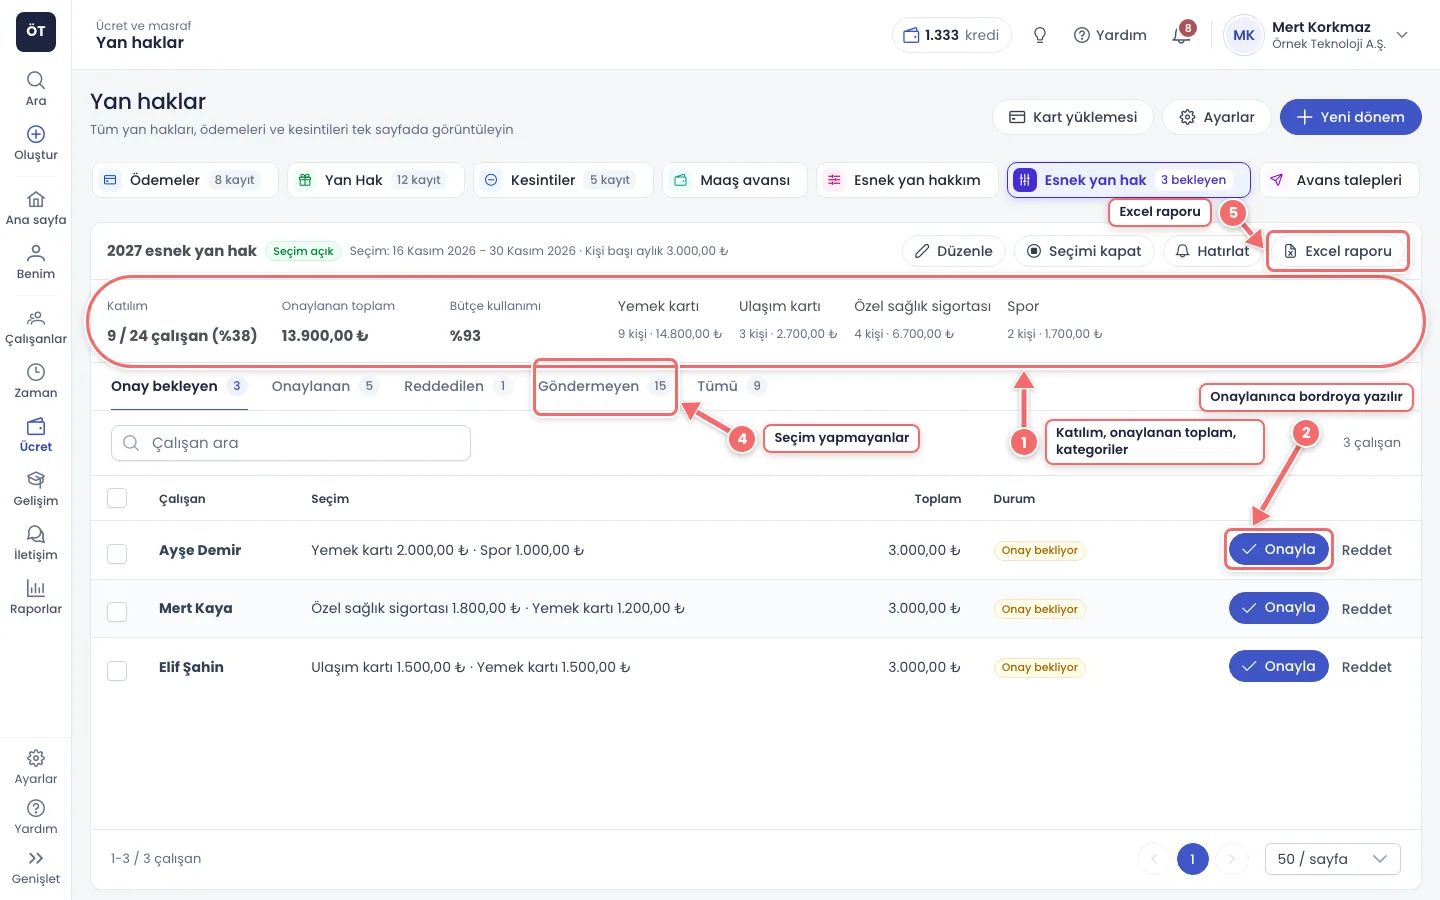 ÖT
Ara
Oluştur
Ana sayfa
Benim
Çalışanlar
Zaman
Ücret
Gelişim
İletişim
Raporlar
Ayarlar
Yardım
Genişlet
Ücret ve masraf
Yan haklar
1.333 kredi
Yardım
8
MK
Mert Korkmaz
Örnek Teknoloji A.Ş.
Yan haklar
Tüm yan hakları, ödemeleri ve kesintileri tek sayfada görüntüleyin
Kart yüklemesi
Ayarlar
Yeni dönem
Ödemeler 8 kayıt
Yan Hak 12 kayıt
Kesintiler 5 kayıt
Maaş avansı
Esnek yan hakkım
Esnek yan hak 3 bekleyen
Avans talepleri
Excel raporu
5
2027 esnek yan hak Seçim açık Seçim: 16 Kasım 2026 - 30 Kasım 2026 · Kişi başı aylık 3.000,00 ₺
Düzenle
Seçimi kapat
Hatırlat
Excel raporu
Katılım
9 / 24 çalışan (%38)
Onaylanan toplam
13.900,00 ₺
Bütçe kullanımı
%93
Yemek kartı
9 kişi · 14.800,00 ₺
Ulaşım kartı
3 kişi · 2.700,00 ₺
Özel sağlık sigortası
4 kişi · 6.700,00 ₺
Spor
2 kişi · 1.700,00 ₺
Onay bekleyen 3
Onaylanan 5
Reddedilen 1
Göndermeyen 15
Tümü 9
Onaylanınca bordroya yazılır
4
Seçim yapmayanlar
1
Katılım, onaylanan toplam,
kategoriler
2
Çalışan ara
3 çalışan
Çalışan Seçim Toplam Durum
Ayşe Demir Yemek kartı 2.000,00 ₺ · Spor 1.000,00 ₺ 3.000,00 ₺ Onay bekliyor Onayla Reddet
Mert Kaya Özel sağlık sigortası 1.800,00 ₺ · Yemek kartı 1.200,00 ₺ 3.000,00 ₺ Onay bekliyor Onayla Reddet
Elif Şahin Ulaşım kartı 1.500,00 ₺ · Yemek kartı 1.500,00 ₺ 3.000,00 ₺ Onay bekliyor Onayla Reddet
1-3 / 3 çalışan
1
50 / sayfa